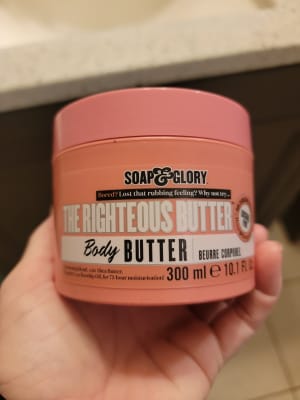 SOAP&GLORY
Bored? Lost that rubbing feeling? Why not try ...
THE RIGHTEOUS BUTTER
Body BUTTER
BEURRE CORPOREL
300 ml e 10.1 FL